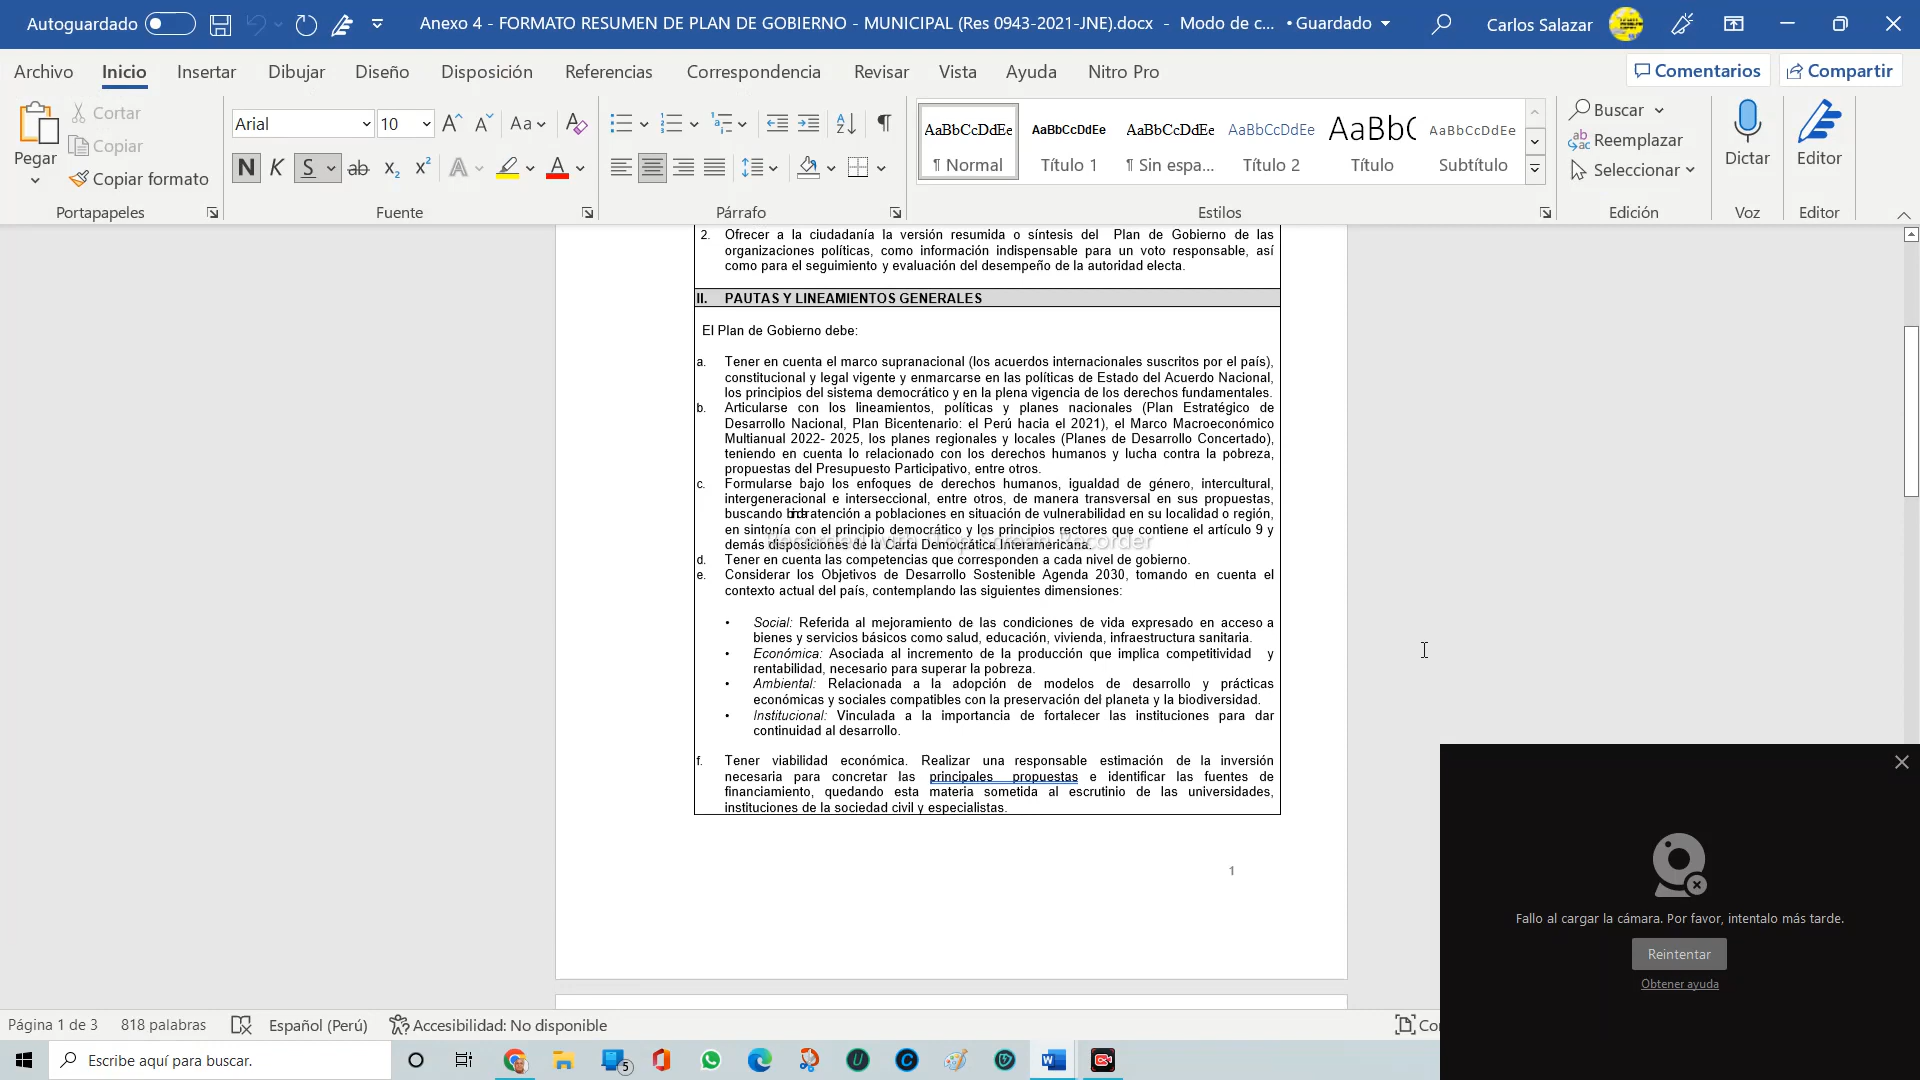 Autoguardado
Anexo 4 - FORMATO RESUMEN DE PLAN DE GOBIERNO - MUNICIPAL (Res 0943-2021-JNE).docx - Modo de c... • Guardado
Carlos Salazar
Archivo Inicio Insertar Dibujar Diseño Disposición Referencias Correspondencia Revisar Vista Ayuda Nitro Pro
Comentarios Compartir
Pegar
Cortar
Copiar
Copiar formato
Portapapeles
Arial 10
Aa
N K S ab x₂ x² A A
Fuente
Párrafo
AaBbCcDdEe AaBbCcDdEe AaBbCcDdEe AaBbCcDdEe AaBbC AaBbCcDdEe
¶ Normal Título 1 ¶ Sin espa... Título 2 Título Subtítulo
Estilos
Buscar
Reemplazar
Seleccionar
Edición
Dictar
Voz
Editor
Editor
2. Ofrecer a la ciudadanía la versión resumida o síntesis del Plan de Gobierno de las
organizaciones políticas, como información indispensable para un voto responsable, así
como para el seguimiento y evaluación del desempeño de la autoridad electa.
II. PAUTAS Y LINEAMIENTOS GENERALES
El Plan de Gobierno debe:
a. Tener en cuenta el marco supranacional (los acuerdos internacionales suscritos por el país),
constitucional y legal vigente y enmarcarse en las políticas de Estado del Acuerdo Nacional,
los principios del sistema democrático y en la plena vigencia de los derechos fundamentales.
b. Articularse con los lineamientos, políticas y planes nacionales (Plan Estratégico de
Desarrollo Nacional, Plan Bicentenario: el Perú hacia el 2021), el Marco Macroeconómico
Multianual 2022- 2025, los planes regionales y locales (Planes de Desarrollo Concertado),
teniendo en cuenta lo relacionado con los derechos humanos y lucha contra la pobreza,
propuestas del Presupuesto Participativo, entre otros.
c. Formularse bajo los enfoques de derechos humanos, igualdad de género, intercultural,
intergeneracional e interseccional, entre otros, de manera transversal en sus propuestas,
buscando atención a poblaciones en situación de vulnerabilidad en su localidad o región,
en sintonía con el principio democrático y los principios rectores que contiene el artículo 9 y
demás disposiciones de la Carta Democrática Interamericana.
Recorded with iTop Screen Recorder
d. Tener en cuenta las competencias que corresponden a cada nivel de gobierno.
e. Considerar los Objetivos de Desarrollo Sostenible Agenda 2030, tomando en cuenta el
contexto actual del país, contemplando las siguientes dimensiones:
• Social: Referida al mejoramiento de las condiciones de vida expresado en acceso a
bienes y servicios básicos como salud, educación, vivienda, infraestructura sanitaria.
• Económica: Asociada al incremento de la producción que implica competitividad y
rentabilidad, necesario para superar la pobreza.
• Ambiental: Relacionada a la adopción de modelos de desarrollo y prácticas
económicas y sociales compatibles con la preservación del planeta y la biodiversidad.
• Institucional: Vinculada a la importancia de fortalecer las instituciones para dar
continuidad al desarrollo.
f. Tener viabilidad económica. Realizar una responsable estimación de la inversión
necesaria para concretar las principales propuestas e identificar las fuentes de
financiamiento, quedando esta materia sometida al escrutinio de las universidades,
instituciones de la sociedad civil y especialistas.
1
Fallo al cargar la cámara. Por favor, intentalo más tarde.
Reintentar
Obtener ayuda
Página 1 de 3 818 palabras Español (Perú) Accesibilidad: No disponible
Escribe aquí para buscar.
5